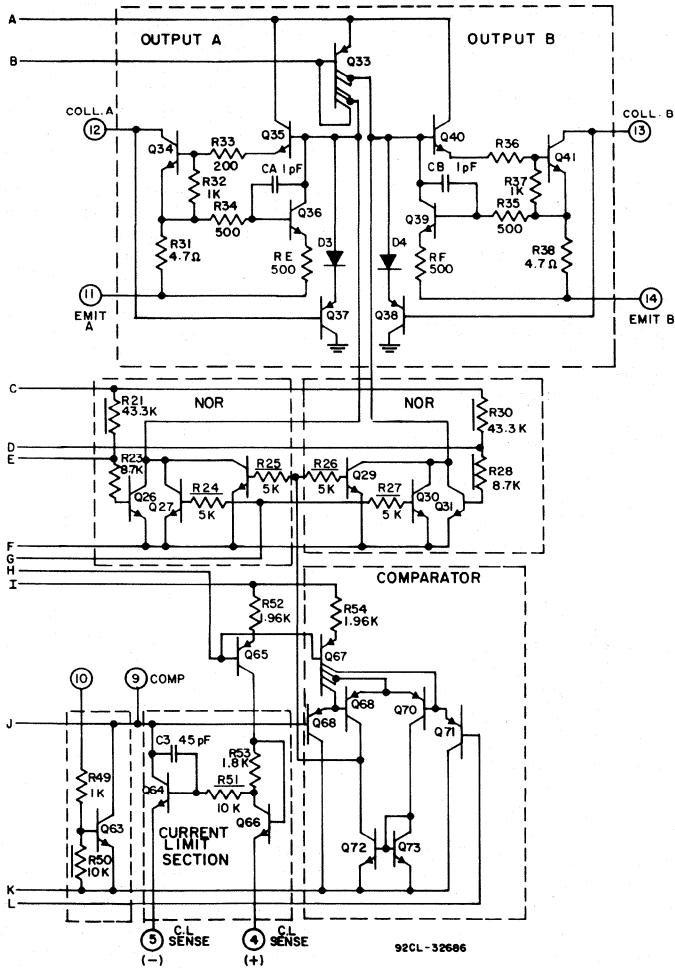 A
OUTPUT A
OUTPUT B
B
Q33
COLL. A
12
COLL. B
13
Q34
R33
200
Q35
Q40
R36
Q41
CA 1pF
CB 1pF
R32
1K
R37
1K
R34
500
Q36
Q39
R35
500
R31
4.7Ω
RE
500
D3
D4
RF
500
R38
4.7Ω
11
EMIT
A
Q37
Q38
14
EMIT B
C
NOR
NOR
R21
43.3K
R30
43.3K
D
E
R23
8.7K
R25
5K
R26
5K
Q29
R28
8.7K
Q26
Q27
R24
5K
R27
5K
Q30
Q31
F
G
H
I
COMPARATOR
R52
1.96K
R54
1.96K
Q65
Q67
10
9
COMP
Q68
Q68
Q70
Q71
J
C3 45pF
R53
1.8K
R49
1K
Q64
R51
10K
Q66
Q63
CURRENT
LIMIT
SECTION
Q72
Q73
R50
10K
K
L
5
C.L
SENSE
(-)
4
C.L
SENSE
(+)
92CL-32686